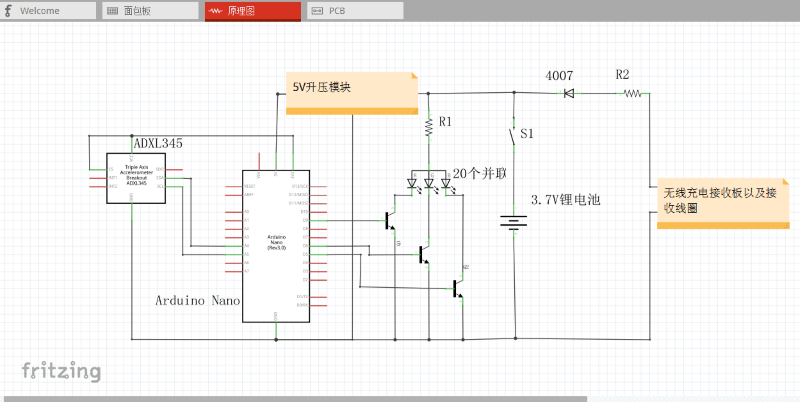 Welcome
面包板
原理图
PCB
4007
R2
5V升压模块
R1
S1
ADXL345
Triple Axis
Accelerometer
Breakout
ADXL345
20个并联
3.7V锂电池
无线充电接收板以及接
收线圈
Arduino
Nano
(Rev3.0)
Arduino Nano
fritzing